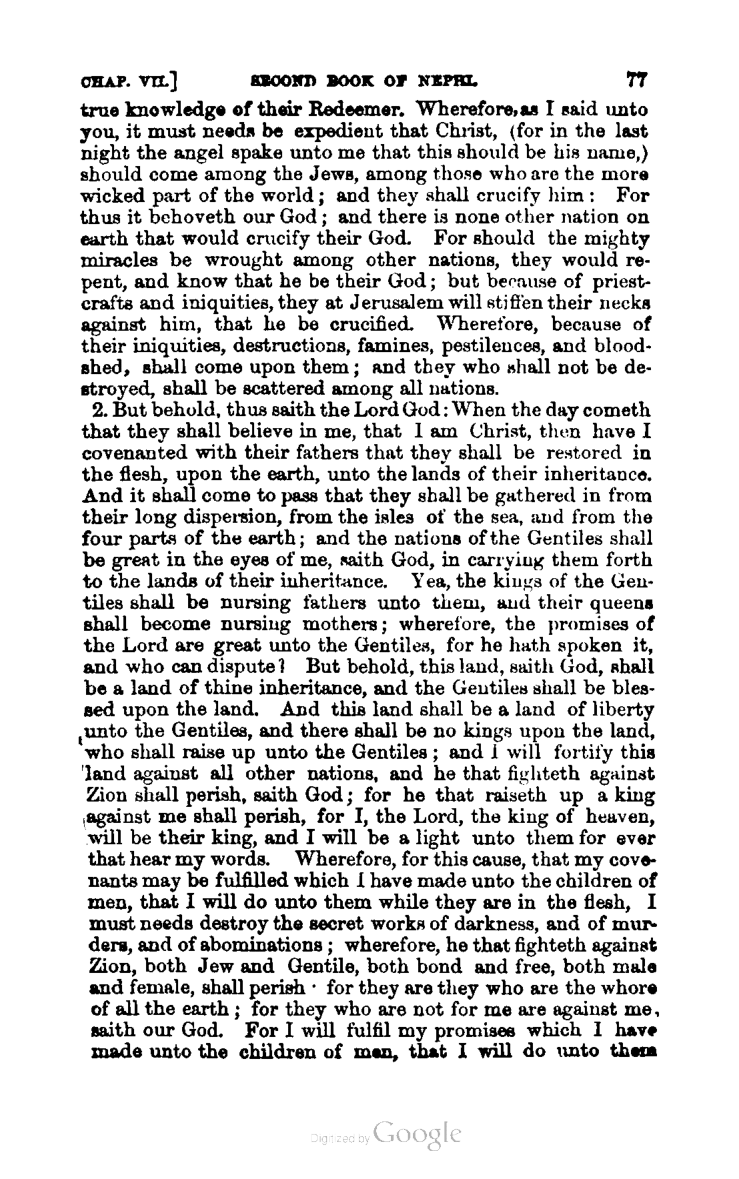 CHAP. VII.] SECOND BOOK OF NEPHI. 77
true knowledge of their Redeemer. Wherefore, as I said unto
you, it must needs be expedient that Christ, (for in the last
night the angel spake unto me that this should be his name,)
should come among the Jews, among those who are the more
wicked part of the world; and they shall crucify him: For
thus it behoveth our God; and there is none other nation on
earth that would crucify their God. For should the mighty
miracles be wrought among other nations, they would re-
pent, and know that he be their God; but because of priest-
crafts and iniquities, they at Jerusalem will stiffen their necks
against him, that he be crucified. Wherefore, because of
their iniquities, destructions, famines, pestilences, and blood-
shed, shall come upon them; and they who shall not be de-
stroyed, shall be scattered among all nations.
2. But behold, thus saith the Lord God: When the day cometh
that they shall believe in me, that I am Christ, then have I
covenanted with their fathers that they shall be restored in
the flesh, upon the earth, unto the lands of their inheritance.
And it shall come to pass that they shall be gathered in from
their long dispersion, from the isles of the sea, and from the
four parts of the earth; and the nations of the Gentiles shall
be great in the eyes of me, saith God, in carrying them forth
to the lands of their inheritance. Yea, the kings of the Gen-
tiles shall be nursing fathers unto them, and their queens
shall become nursing mothers; wherefore, the promises of
the Lord are great unto the Gentiles, for he hath spoken it,
and who can dispute? But behold, this land, saith God, shall
be a land of thine inheritance, and the Gentiles shall be bles-
sed upon the land. And this land shall be a land of liberty
unto the Gentiles, and there shall be no kings upon the land,
who shall raise up unto the Gentiles; and I will fortify this
land against all other nations, and he that fighteth against
Zion shall perish, saith God; for he that raiseth up a king
against me shall perish, for I, the Lord, the king of heaven,
will be their king, and I will be a light unto them for ever
that hear my words. Wherefore, for this cause, that my cove-
nants may be fulfilled which I have made unto the children of
men, that I will do unto them while they are in the flesh, I
must needs destroy the secret works of darkness, and of mur-
ders, and of abominations; wherefore, he that fighteth against
Zion, both Jew and Gentile, both bond and free, both male
and female, shall perish · for they are they who are the whore
of all the earth; for they who are not for me are against me,
saith our God. For I will fulfil my promises which I have
made unto the children of men, that I will do unto them
Digitized by Google